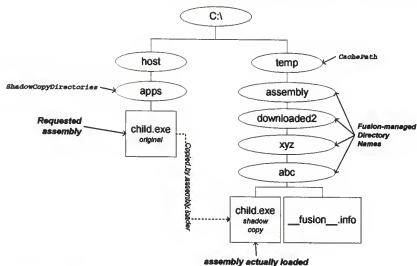 C:\
host
temp
CachePath
ShadowCopyDirectories
apps
assembly
Requested
assembly
child.exe
original
downloaded2
Fusion-managed
Directory
Names
xyz
Copied by assembly loader
abc
child.exe
shadow
copy
__fusion__.info
assembly actually loaded